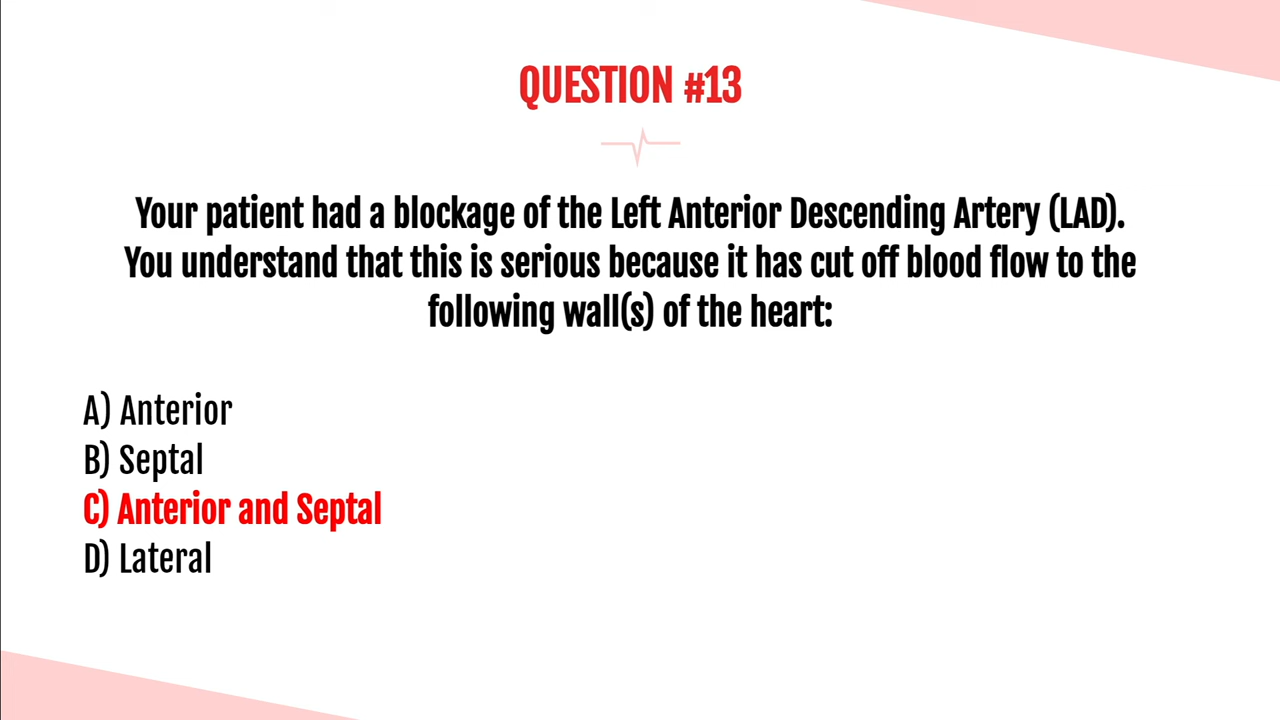 QUESTION #13
Your patient had a blockage of the Left Anterior Descending Artery (LAD).
You understand that this is serious because it has cut off blood flow to the
following wall(s) of the heart:
A) Anterior
B) Septal
C) Anterior and Septal
D) Lateral